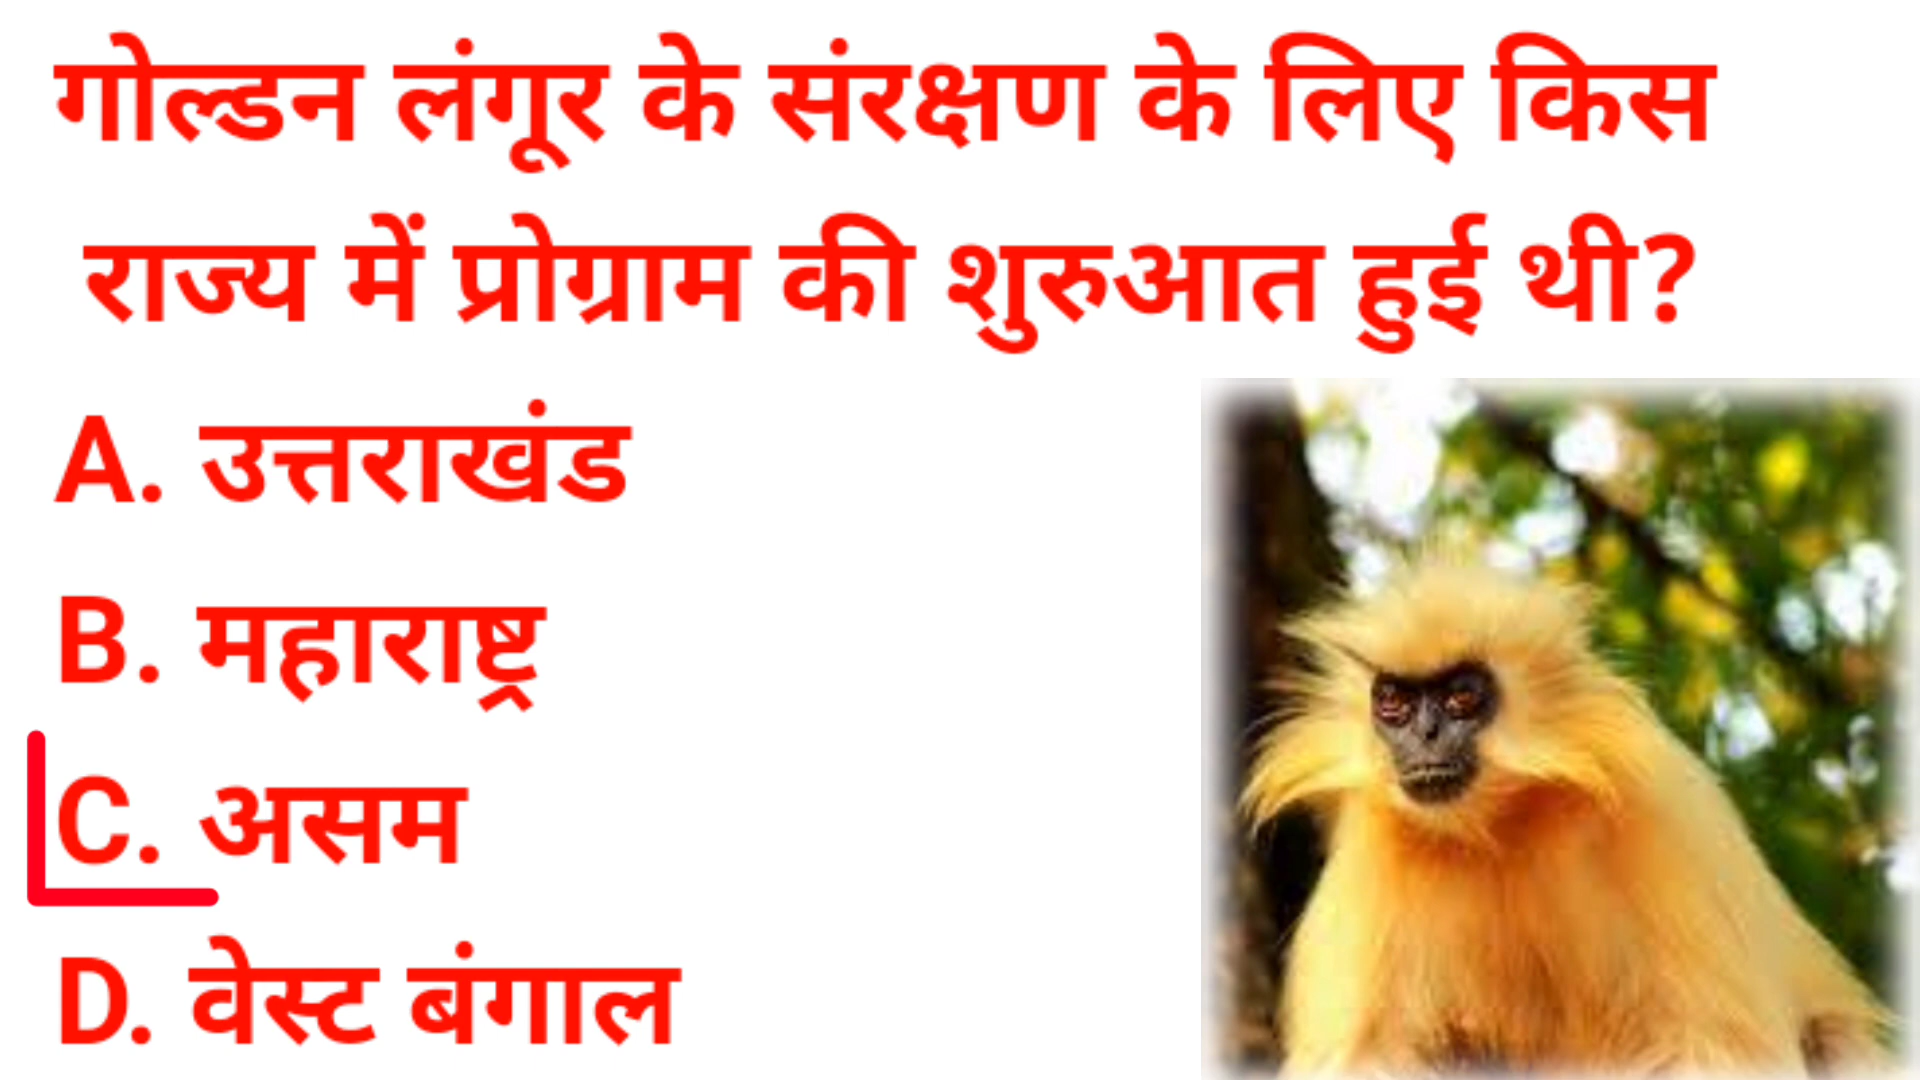 गोल्डन लंगूर के संरक्षण के लिए किस
राज्य में प्रोग्राम की शुरुआत हुई थी?
A. उत्तराखंड
B. महाराष्ट्र
C. असम
D. वेस्ट बंगाल